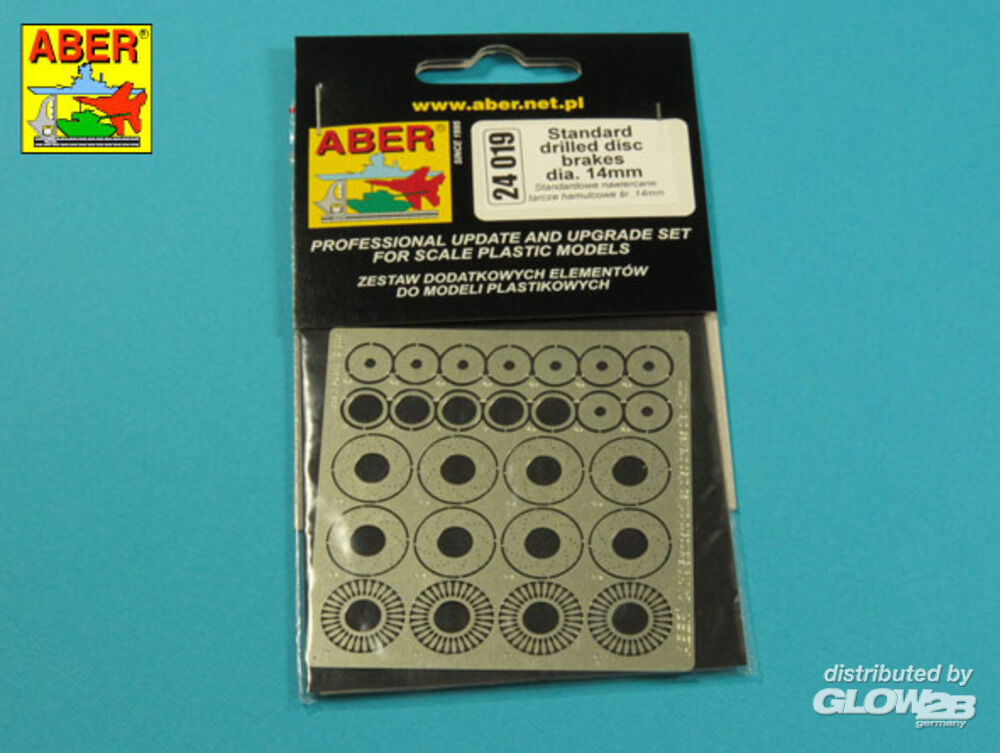 ABER®
www.aber.net.pl
ABER®
SINCE 1995
24 019
Standard
drilled disc
brakes
dia. 14mm
Standardowe nawiercane
tarcze hamulcowe śr. 14mm
PROFESSIONAL UPDATE AND UPGRADE SET
FOR SCALE PLASTIC MODELS
ZESTAW DODATKOWYCH ELEMENTÓW
DO MODELI PLASTIKOWYCH
distributed by
GLOW2B
germany